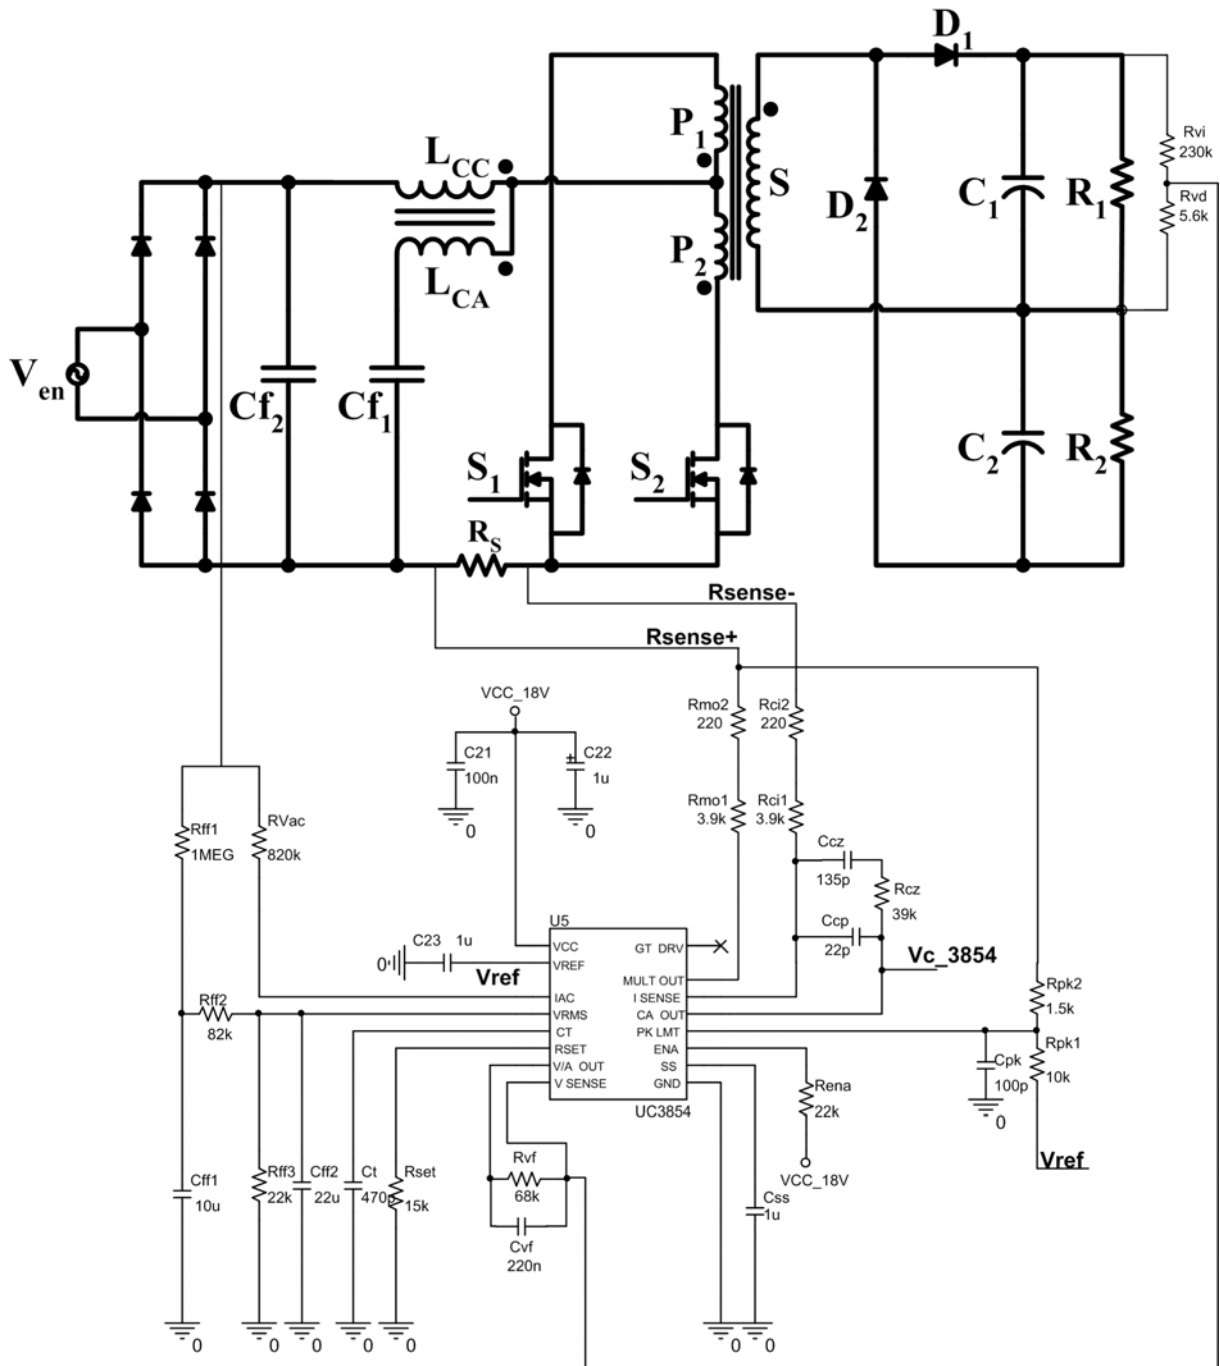 D1
P1
LCC
S
D2
C1
R1
Rvi
230k
Rvd
5.6k
P2
LCA
Ven
Cf2
Cf1
S1
S2
C2
R2
RS
Rsense-
Rsense+
VCC_18V
C21
100n
C22
1u
Rmo2
220
Rci2
220
Rmo1
3.9k
Rci1
3.9k
0
0
Rff1
1MEG
RVac
820k
Ccz
135p
Rcz
39k
Ccp
22p
Vc_3854
U5
C23 1u
0
Vref
VCC
VREF
IAC
VRMS
CT
RSET
V/A OUT
V SENSE
GT DRV
MULT OUT
I SENSE
CA OUT
PK LMT
ENA
SS
GND
UC3854
Rff2
82k
Rpk2
1.5k
Rpk1
10k
Cpk
100p
0
Rena
22k
VCC_18V
Vref
Rvf
68k
Cvf
220n
Cff1
10u
Rff3
22k
Cff2
22u
Ct
470p
Rset
15k
Css
1u
0
0
0
0
0
0
0